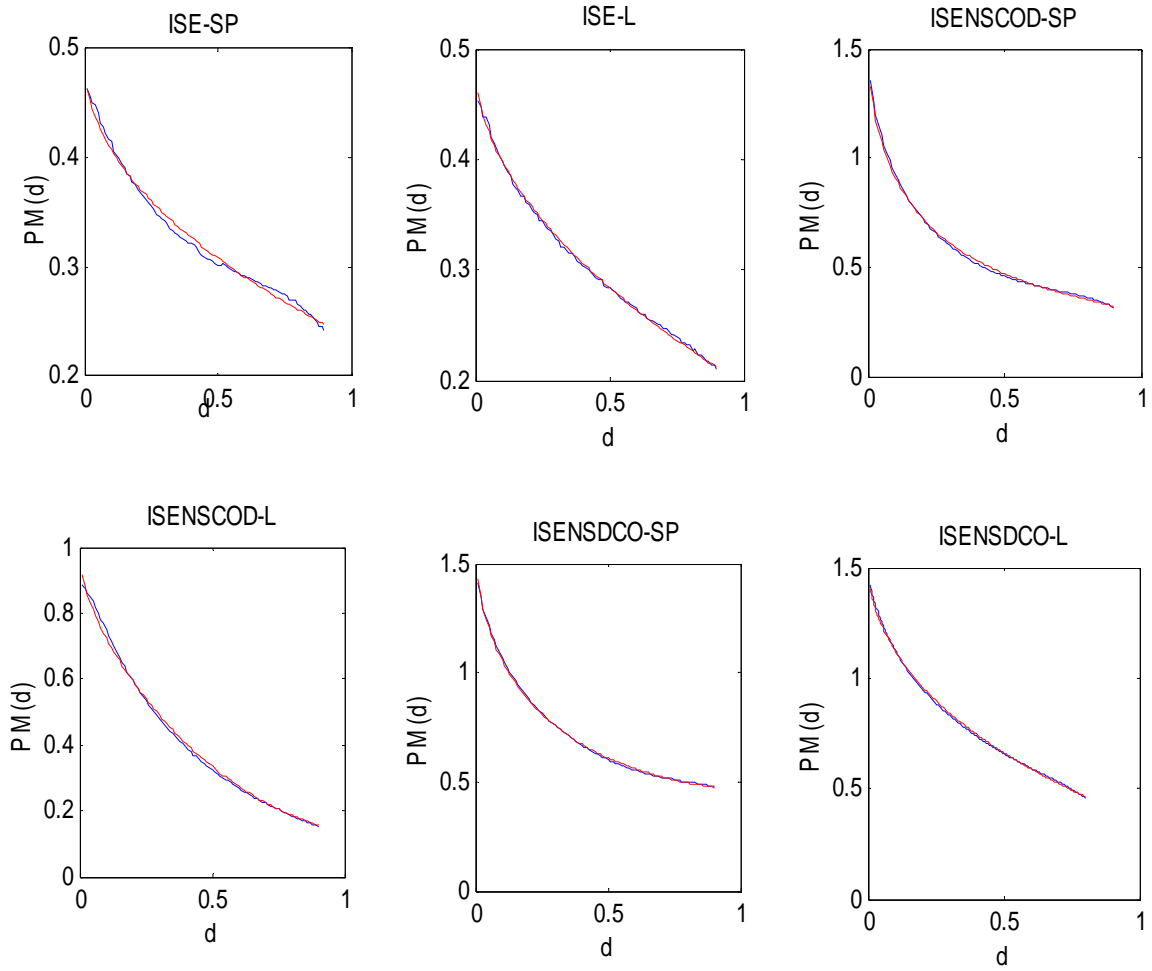 ISE-SP
ISE-L
ISENSCOD-SP
0.5
0.4
0.3
0.2
PM(d)
0
0.5
1
d
0.5
0.4
0.3
0.2
PM(d)
0
0.5
1
d
1.5
1
0.5
0
PM(d)
0
0.5
1
d
ISENSCOD-L
ISENSDCO-SP
ISENSDCO-L
1
0.8
0.6
0.4
0.2
0
PM(d)
0
0.5
1
d
1.5
1
0.5
0
PM(d)
0
0.5
1
d
1.5
1
0.5
0
PM(d)
0
0.5
1
d